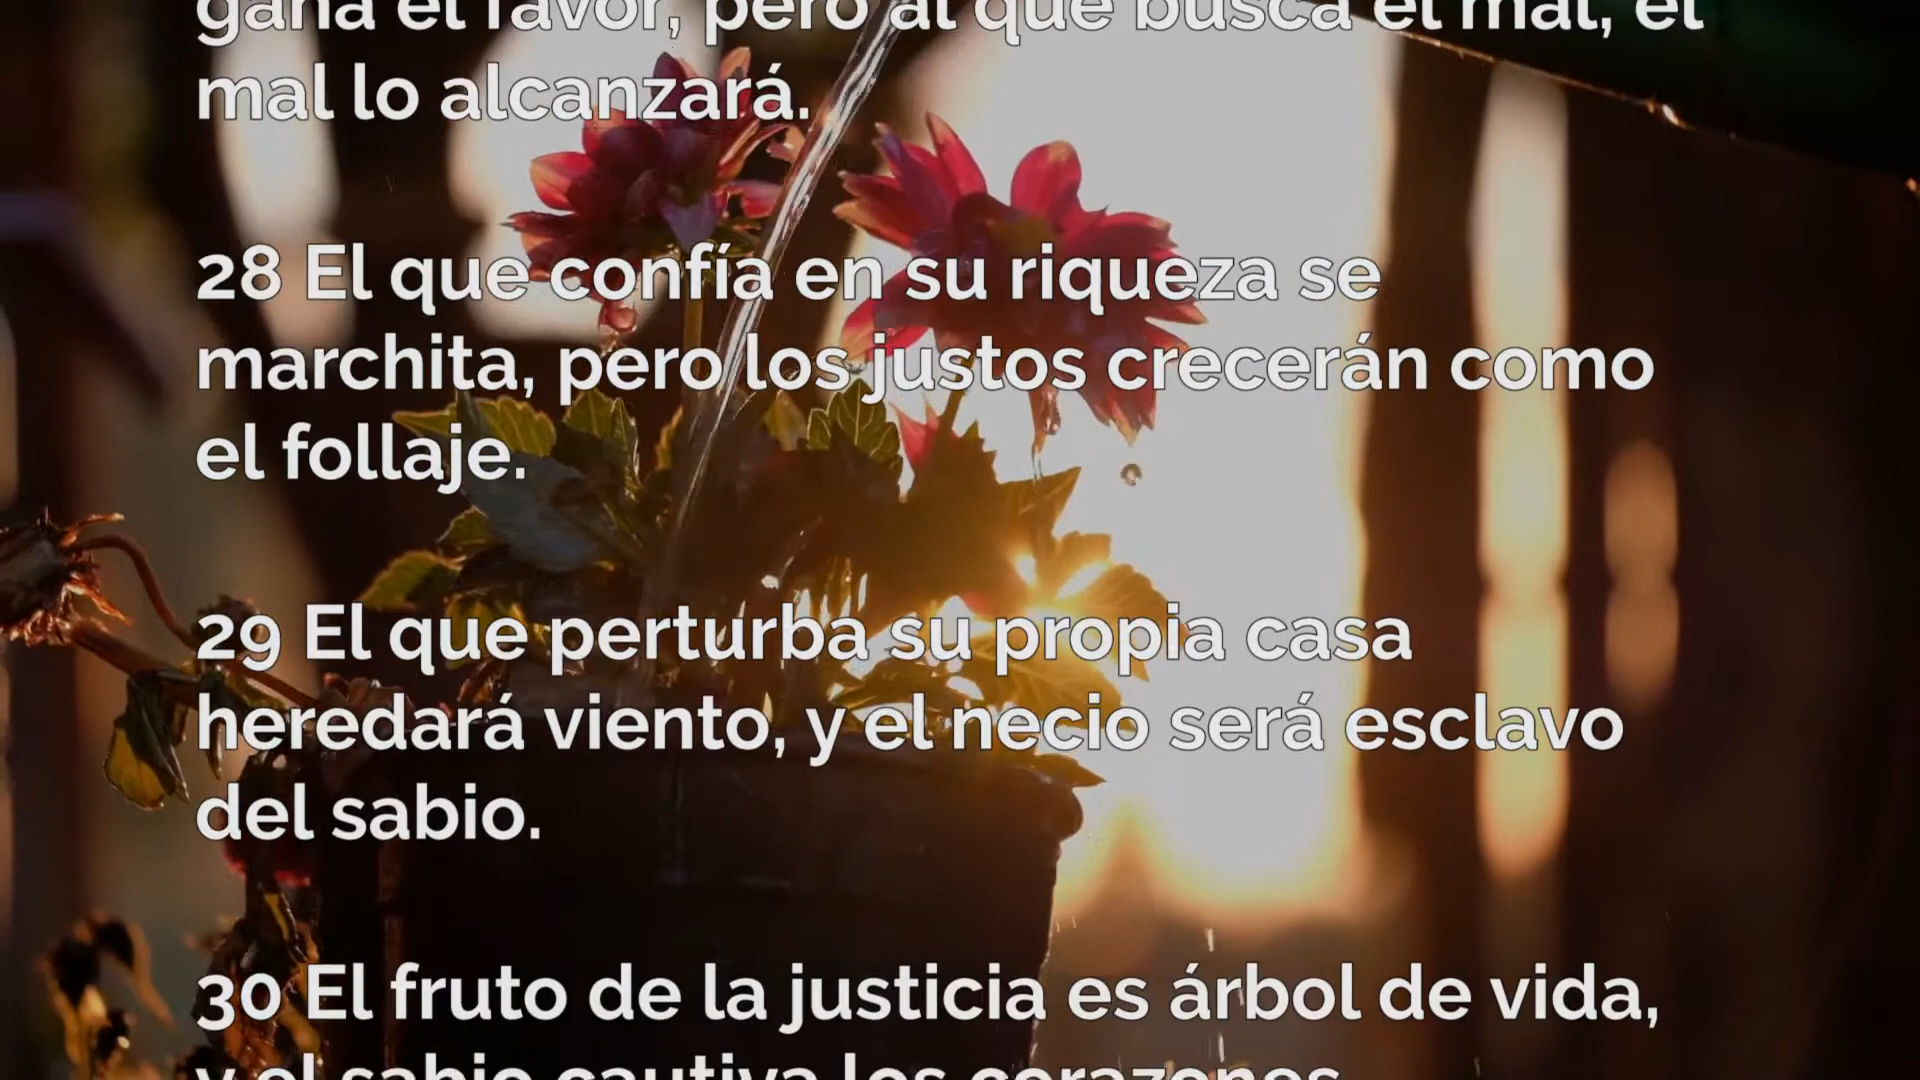 gana el favor, pero al que busca el mal, el
mal lo alcanzará.
28 El que confía en su riqueza se
marchita, pero los justos crecerán como
el follaje.
29 El que perturba su propia casa
heredará viento, y el necio será esclavo
del sabio.
30 El fruto de la justicia es árbol de vida,
y el sabio cautiva los corazones.